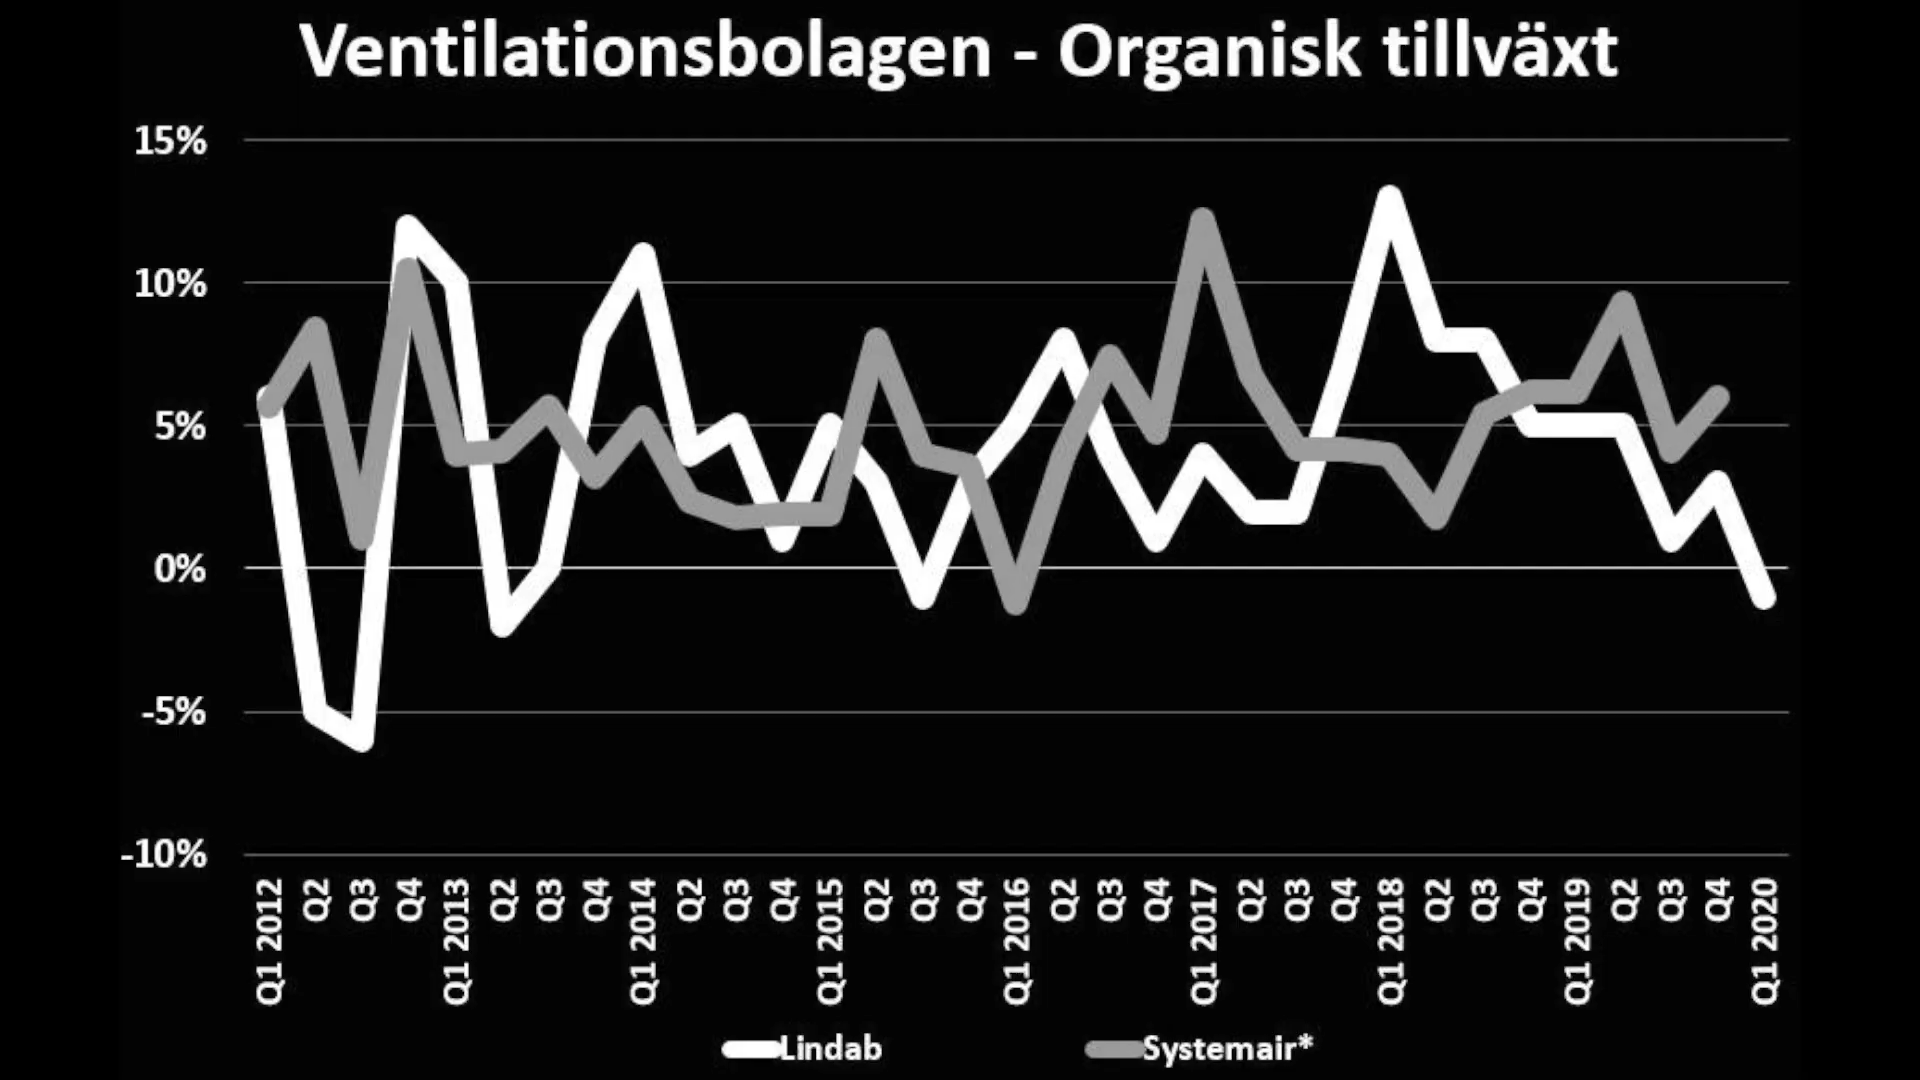 Ventilationsbolagen - Organisk tillväxt
15%
10%
5%
0%
-5%
-10%
Q1 2012
Q2
Q3
Q4
Q1 2013
Q2
Q3
Q4
Q1 2014
Q2
Q3
Q4
Q1 2015
Q2
Q3
Q4
Q1 2016
Q2
Q3
Q4
Q1 2017
Q2
Q3
Q4
Q1 2018
Q2
Q3
Q4
Q1 2019
Q2
Q3
Q4
Q1 2020
Lindab
Systemair*